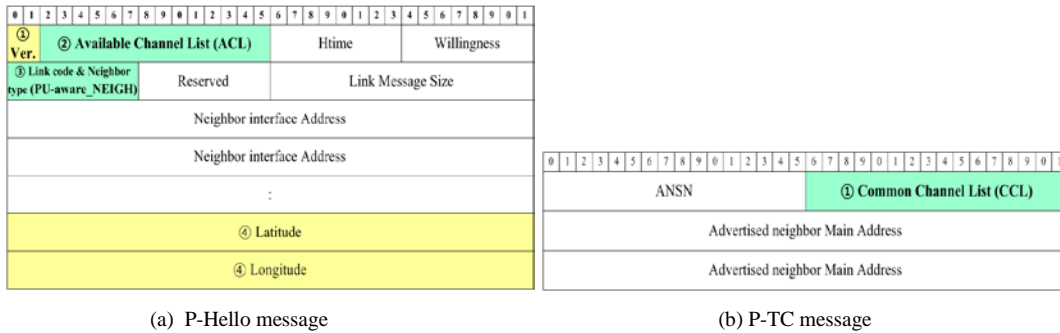 0 1 2 3 4 5 6 7 8 9 0 1 2 3 4 5 6 7 8 9 0 1 2 3 4 5 6 7 8 9 0 1
① Ver. ② Available Channel List (ACL) Htime Willingness
③ Link code & Neighbor type (PU-aware_NEIGH) Reserved Link Message Size
Neighbor interface Address
Neighbor interface Address
:
④ Latitude
④ Longitude
(a) P-Hello message
0 1 2 3 4 5 6 7 8 9 0 1 2 3 4 5 6 7 8 9 0 1 2 3 4 5 6 7 8 9 0 1
ANSN ① Common Channel List (CCL)
Advertised neighbor Main Address
Advertised neighbor Main Address
(b) P-TC message